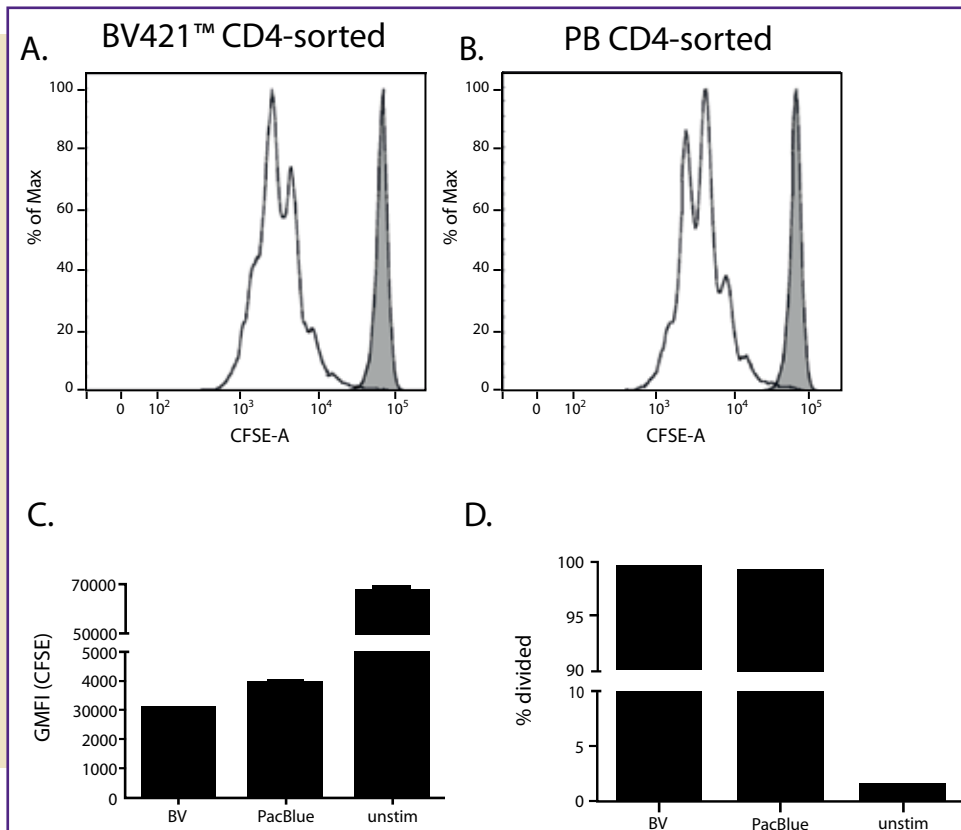 A.
BV421™ CD4-sorted
% of Max
100
80
60
40
20
0
0 10² 10³ 10⁴ 10⁵
CFSE-A
B.
PB CD4-sorted
% of Max
100
80
60
40
20
0
0 10² 10³ 10⁴ 10⁵
CFSE-A
C.
GMFI (CFSE)
70000
50000
5000
4000
30000
2000
1000
0
BV PacBlue unstim
D.
% divided
100
95
90
10
5
0
BV PacBlue unstim